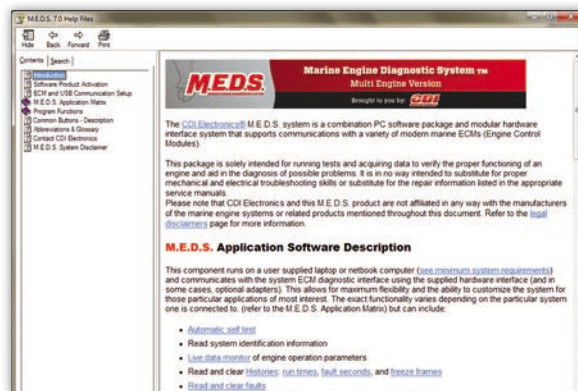 M.E.D.S. 7.0 Help Files
Hide Back Forward Print
Contents Search
Introduction
Software Product Activation
ECM and USB Communication Setup
M.E.D.S. Application Matrix
Program Functions
Common Buttons - Description
Abbreviations & Glossary
Contact CDI Electronics
M.E.D.S. System Disclaimer
M.E.D.S.
Marine Engine Diagnostic System TM
Multi Engine Version
Brought to you by: CDI
The CDI Electronics® M.E.D.S. system is a combination PC software package and modular hardware
interface system that supports communications with a variety of modern marine ECMs (Engine Control
Modules).
This package is solely intended for running tests and acquiring data to verify the proper functioning of an
engine and aid in the diagnosis of possible problems. It is in no way intended to substitute for proper
mechanical and electrical troubleshooting skills or substitute for the repair information listed in the appropriate
service manuals.
Please note that CDI Electronics and this M.E.D.S. product are not affiliated in any way with the manufacturers
of the marine engine systems or related products mentioned throughout this document. Refer to the legal
disclaimers page for more information.
M.E.D.S. Application Software Description
This component runs on a user supplied laptop or netbook computer (see minimum system requirements)
and communicates with the system ECM diagnostic interface using the supplied hardware interface (and in
some cases, optional adapters). This allows for maximum flexibility and the ability to customize the system for
those particular applications of most interest. The exact functionality varies depending on the particular system
one is connected to. (refer to the M.E.D.S. Application Matrix) but can include:
• Automatic self test
• Read system identification information
• Live data monitor of engine operation parameters
• Read and clear Histories: run times, fault seconds, and freeze frames
• Read and clear faults